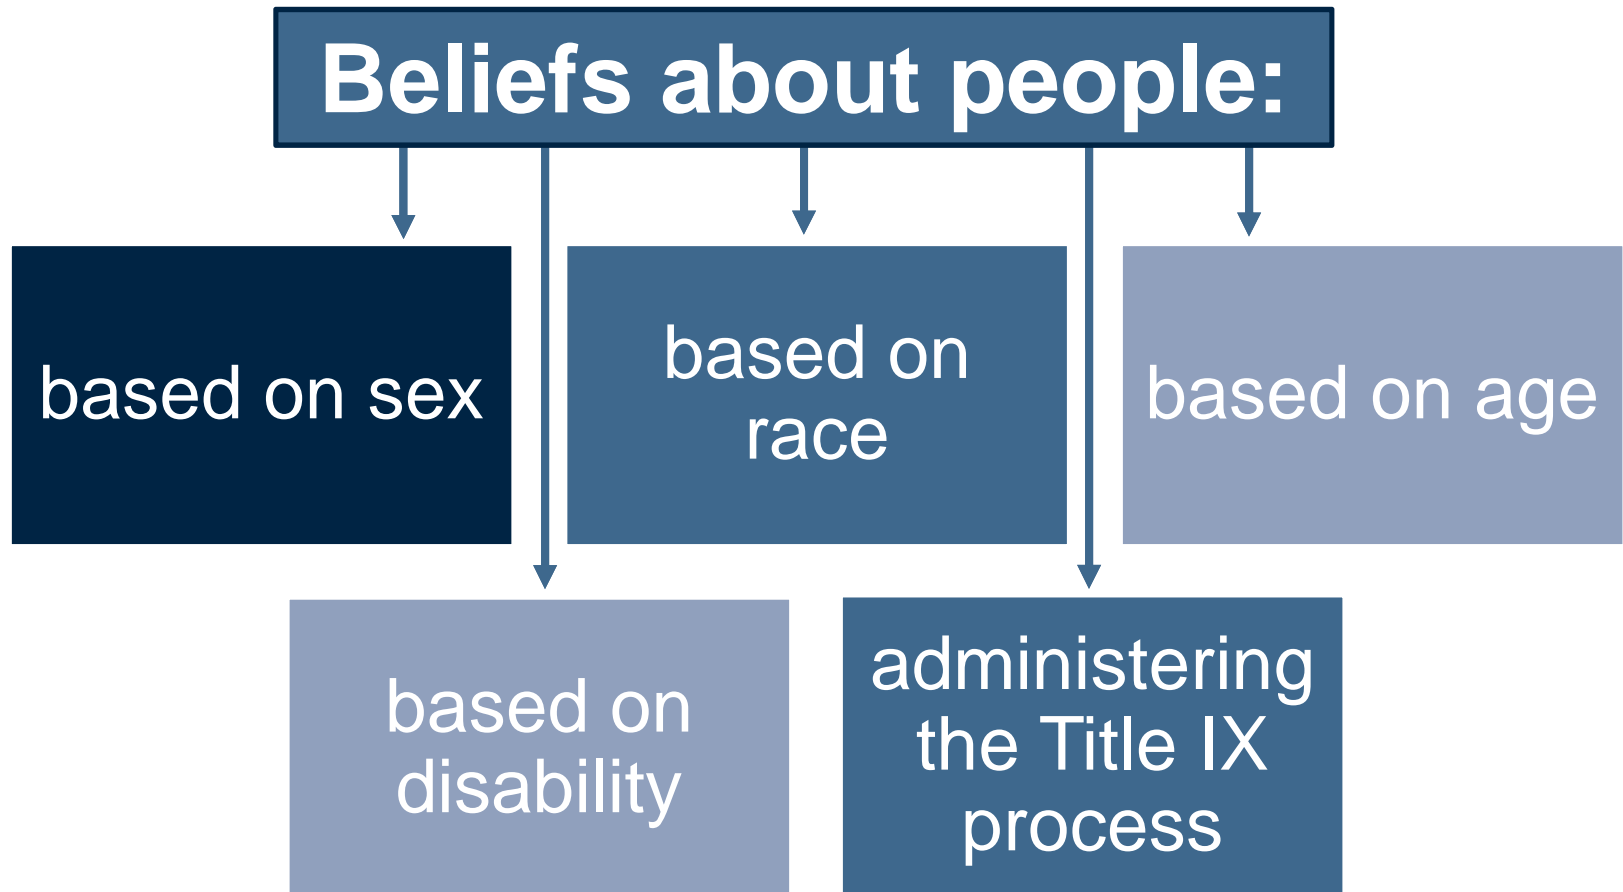 Beliefs about people:
based on sex
based on
race
based on age
based on
disability
administering
the Title IX
process